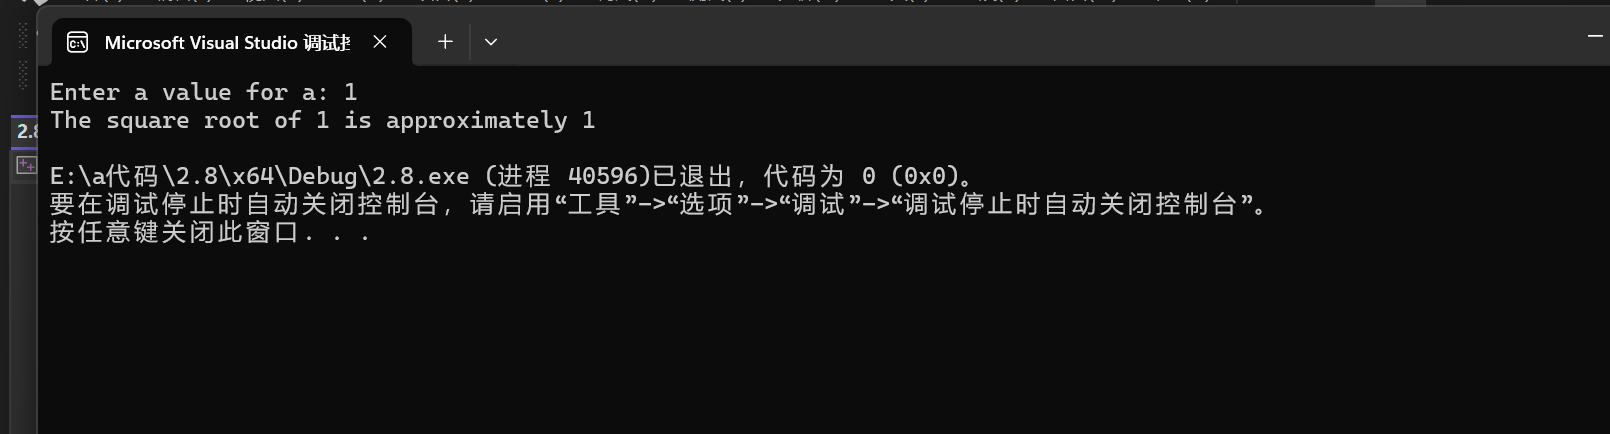 Microsoft Visual Studio 调试
2.8
Enter a value for a: 1
The square root of 1 is approximately 1
E:\a代码\2.8\x64\Debug\2.8.exe (进程 40596)已退出，代码为 0 (0x0)。
要在调试停止时自动关闭控制台，请启用“工具”->“选项”->“调试”->“调试停止时自动关闭控制台”。
按任意键关闭此窗口. . .